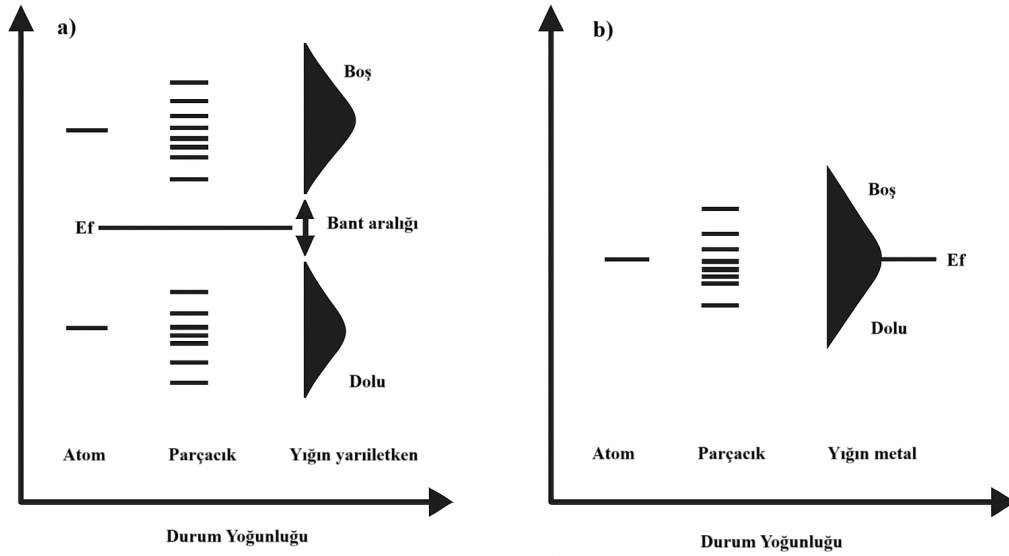 a)
Boş
Ef
Bant aralığı
Dolu
Atom
Parçacık
Yığın yarıiletken
Durum Yoğunluğu
b)
Boş
Ef
Dolu
Atom
Parçacık
Yığın metal
Durum Yoğunluğu